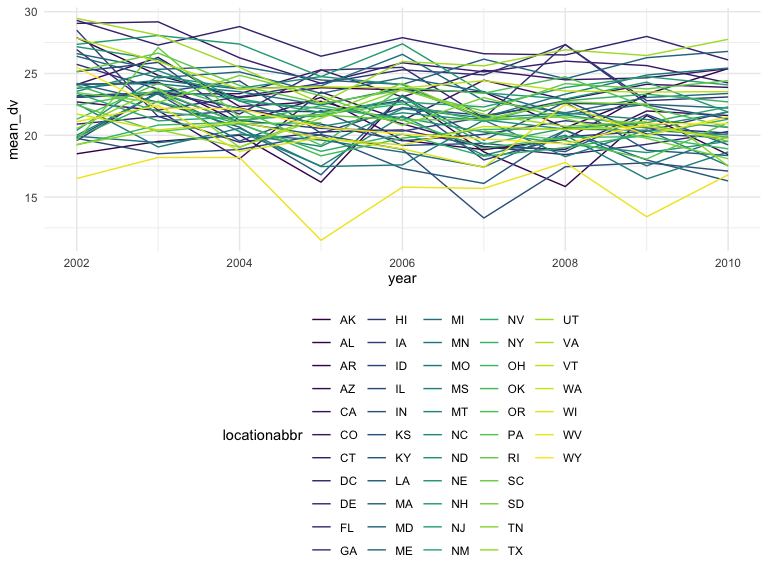 30
25
20
15
mean_dv
2002 2004 2006 2008 2010
year
locationabbr
AK HI MI NV UT
AL IA MN NY VA
AR ID MO OH VT
AZ IL MS OK WA
CA IN MT OR WI
CO KS NC PA WV
CT KY ND RI WY
DC LA NE SC
DE MA NH SD
FL MD NJ TN
GA ME NM TX